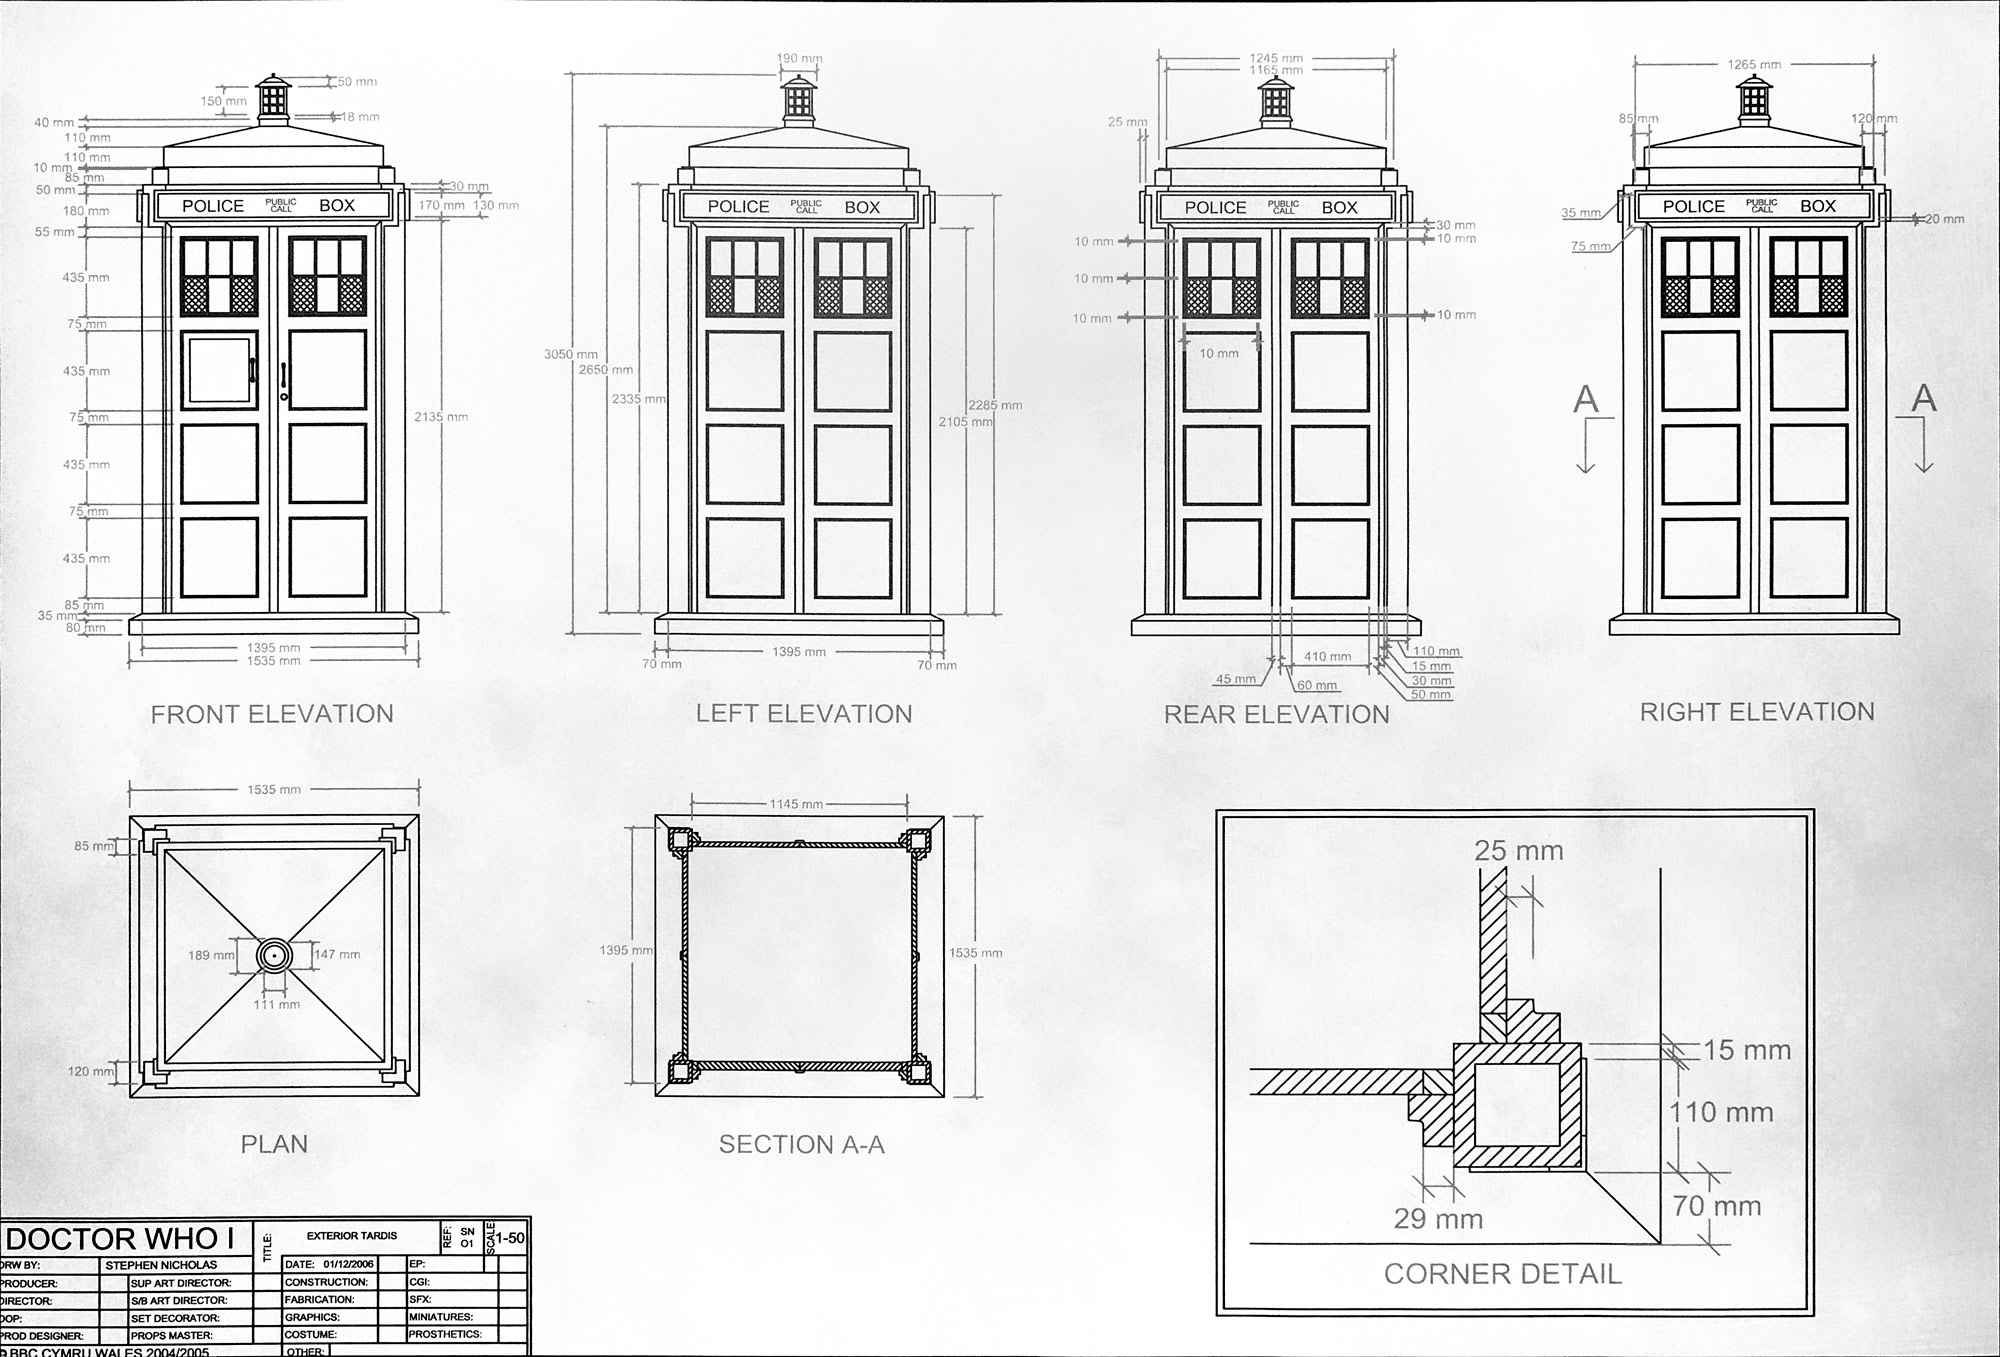 190 mm
1245 mm
1165 mm
1265 mm
50 mm
150 mm
18 mm
40 mm
110 mm
110 mm
10 mm
85 mm
50 mm
180 mm
55 mm
435 mm
75 mm
435 mm
75 mm
435 mm
75 mm
435 mm
85 mm
35 mm
80 mm
30 mm
170 mm
130 mm
2135 mm
1395 mm
1535 mm
POLICE PUBLIC CALL BOX
FRONT ELEVATION
3050 mm
2650 mm
2335 mm
2285 mm
2105 mm
POLICE PUBLIC CALL BOX
70 mm
1395 mm
70 mm
LEFT ELEVATION
25 mm
POLICE PUBLIC CALL BOX
30 mm
10 mm
10 mm
10 mm
10 mm
10 mm
10 mm
45 mm
60 mm
410 mm
110 mm
15 mm
30 mm
50 mm
REAR ELEVATION
85 mm
120 mm
35 mm
75 mm
20 mm
POLICE PUBLIC CALL BOX
A
A
RIGHT ELEVATION
1535 mm
85 mm
189 mm
147 mm
111 mm
120 mm
PLAN
1145 mm
1395 mm
1535 mm
SECTION A-A
25 mm
15 mm
110 mm
70 mm
29 mm
CORNER DETAIL
DOCTOR WHO I
TITLE:
EXTERIOR TARDIS
REF:
SN
O1
SCALE
1-50
DRW BY:
STEPHEN NICHOLAS
DATE: 01/12/2006
EP:
PRODUCER:
SUP ART DIRECTOR:
CONSTRUCTION:
CGI:
DIRECTOR:
S/B ART DIRECTOR:
FABRICATION:
SFX:
DOP:
SET DECORATOR:
GRAPHICS:
MINIATURES:
PROD DESIGNER:
PROPS MASTER:
COSTUME:
PROSTHETICS:
© BBC CYMRU WALES 2004/2005
OTHER: